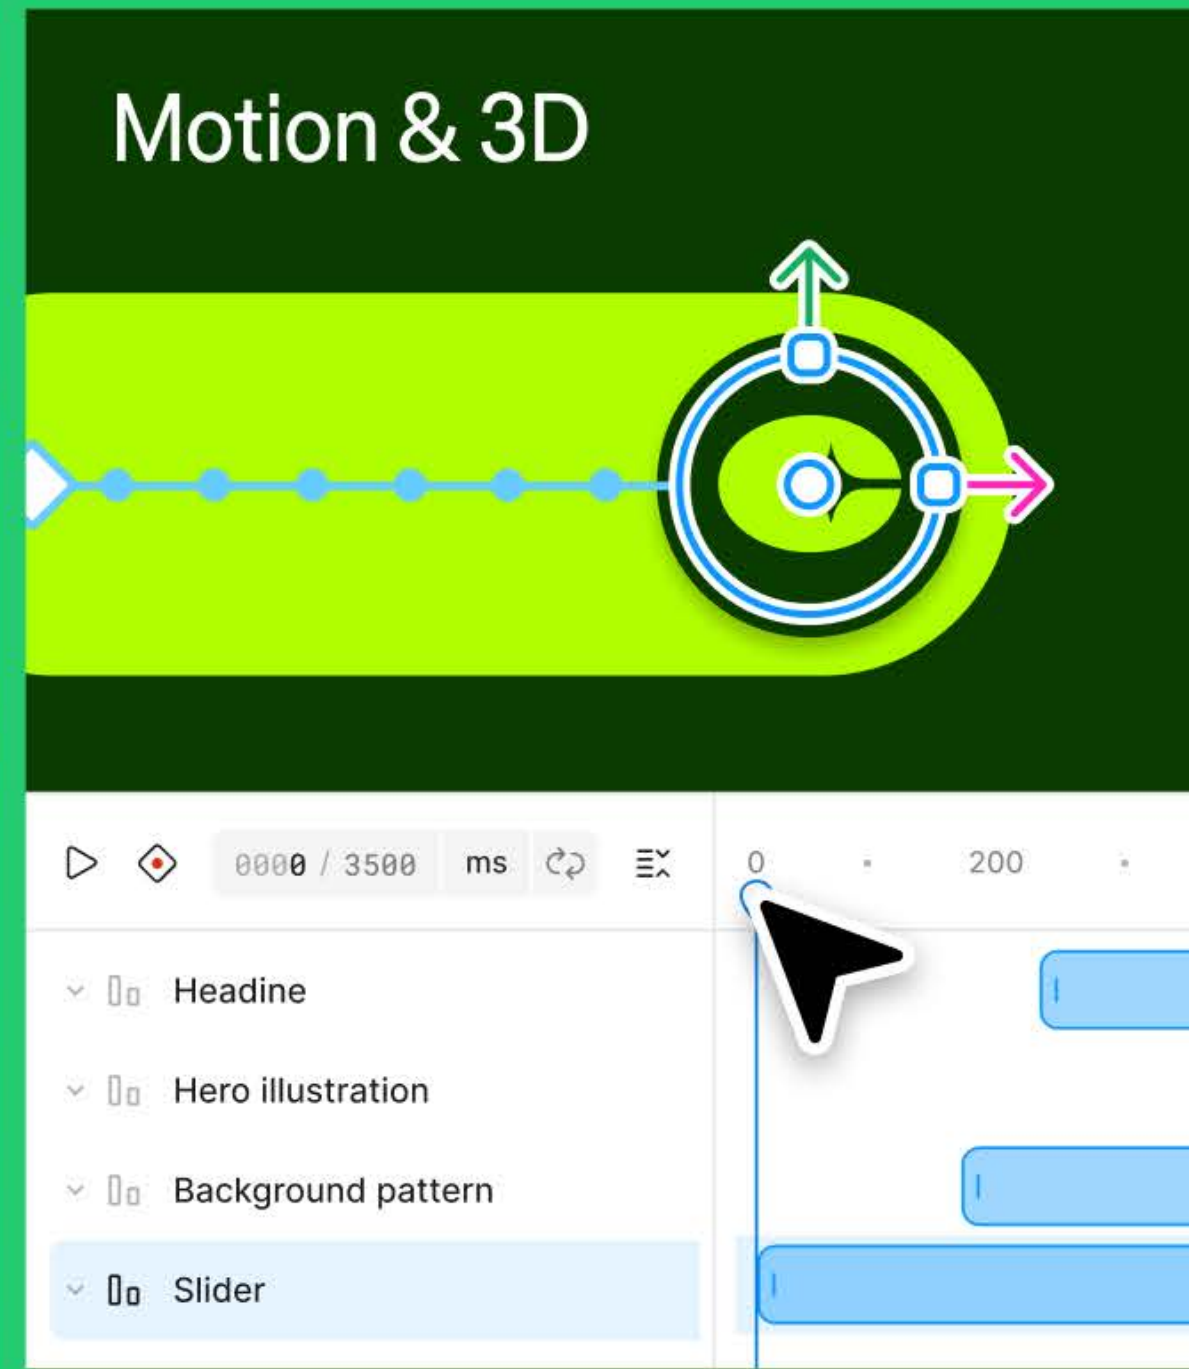 Motion & 3D
0000 / 3500 ms
0 200
Headine
Hero illustration
Background pattern
Slider